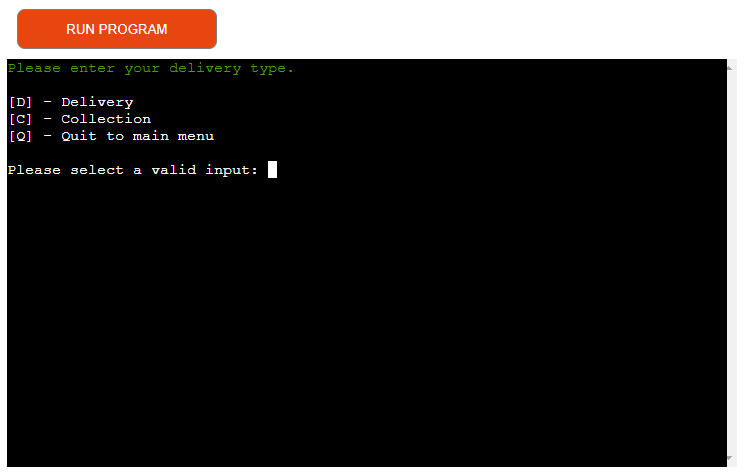 RUN PROGRAM
Please enter your delivery type.
[D] - Delivery
[C] - Collection
[Q] - Quit to main menu
Please select a valid input: